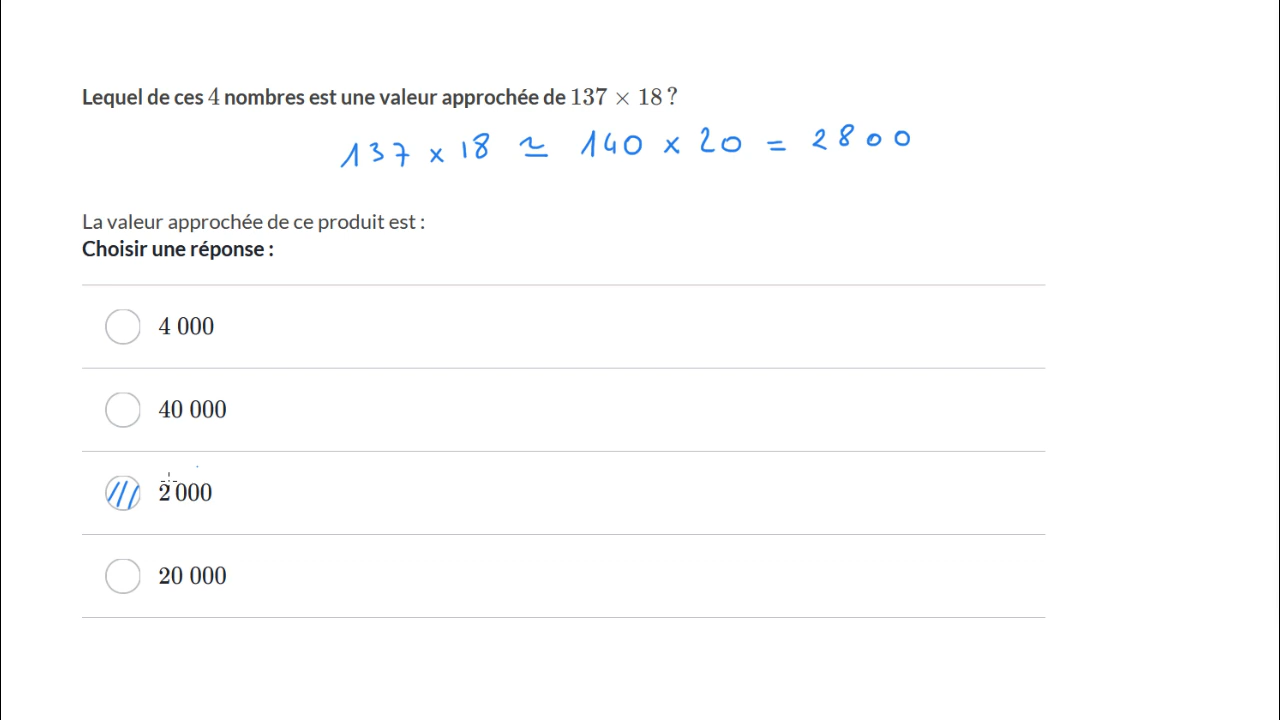 Lequel de ces 4 nombres est une valeur approchée de 137 × 18 ?
137 × 18 ≃ 140 × 20 = 2800
La valeur approchée de ce produit est :
Choisir une réponse :
4 000
40 000
2 000
20 000